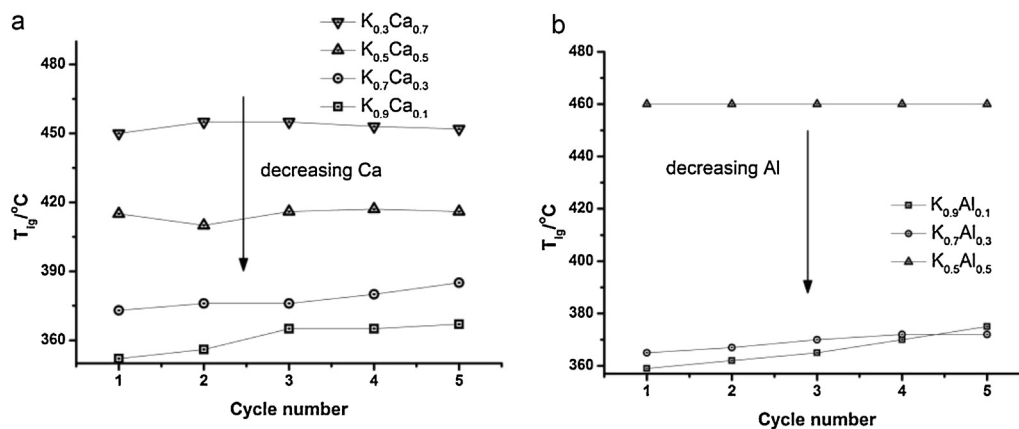 a
K0.3Ca0.7
K0.5Ca0.5
K0.7Ca0.3
K0.9Ca0.1
480
450
420
390
360
TIg/°C
decreasing Ca
1 2 3 4 5
Cycle number
b
480
460
440
420
400
380
360
TIg/°C
decreasing Al
K0.9Al0.1
K0.7Al0.3
K0.5Al0.5
1 2 3 4 5
Cycle number